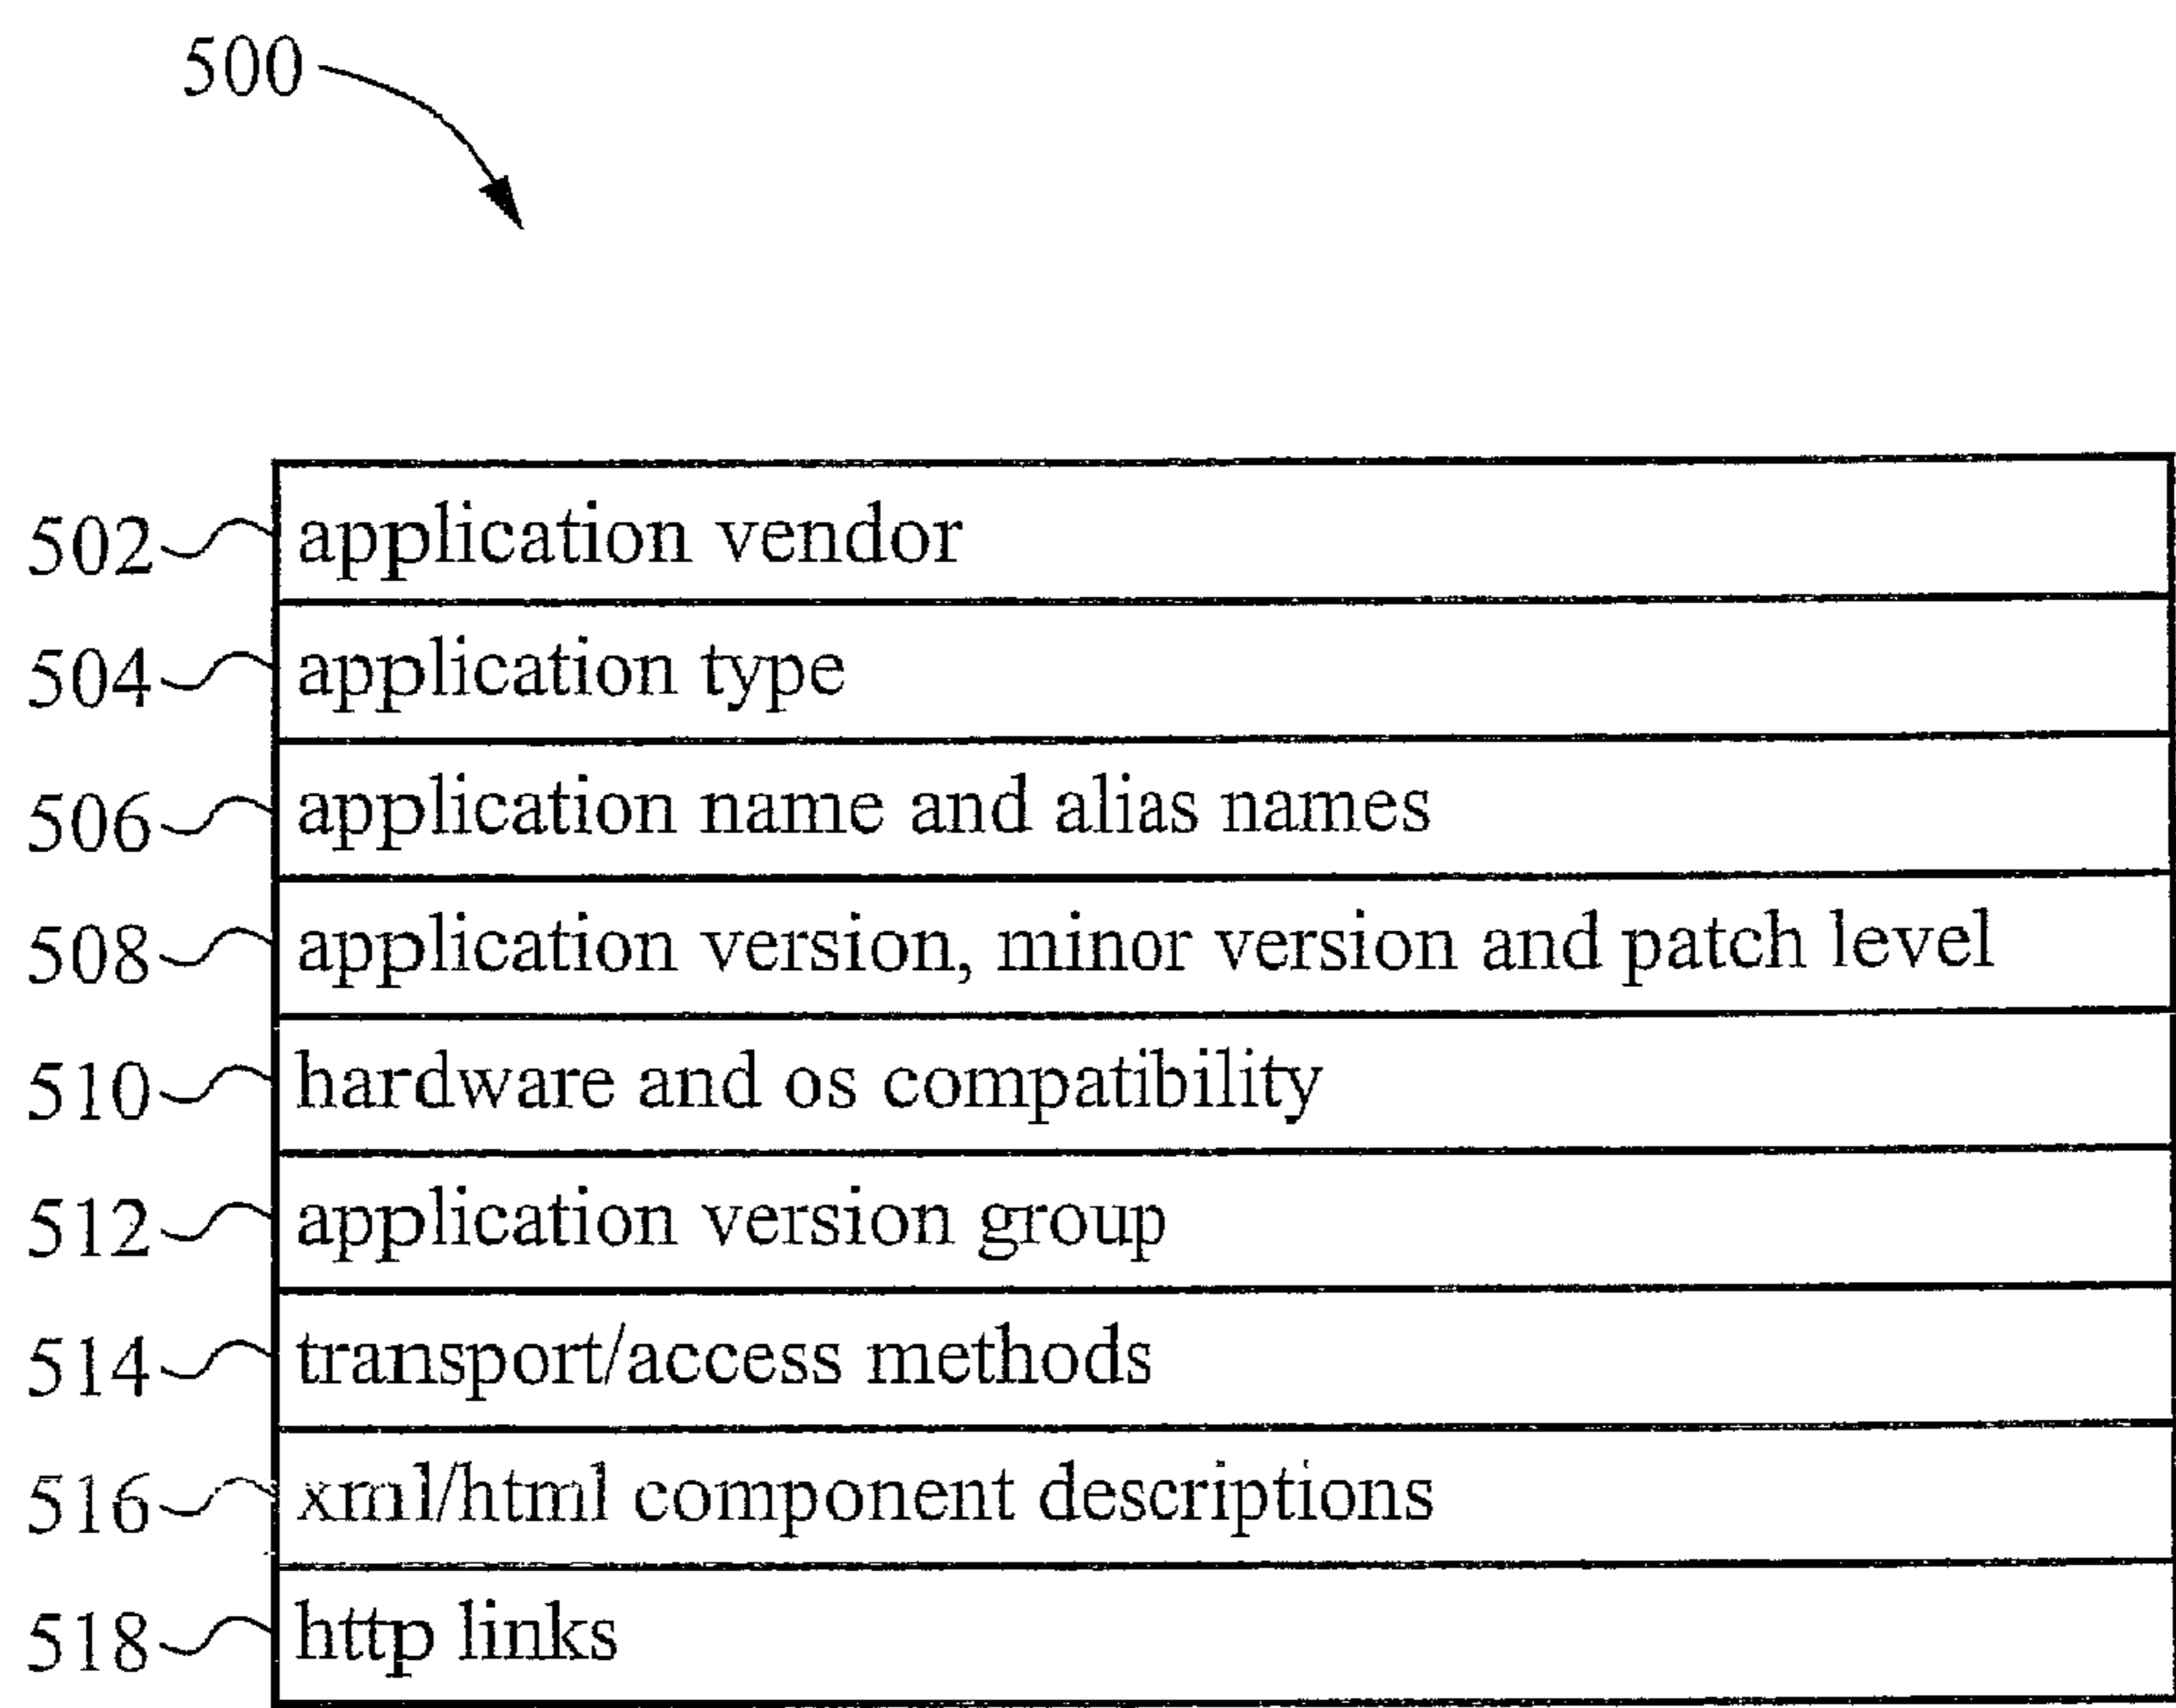 500
502 application vendor
504 application type
506 application name and alias names
508 application version, minor version and patch level
510 hardware and os compatibility
512 application version group
514 transport/access methods
516 xml/html component descriptions
518 http links